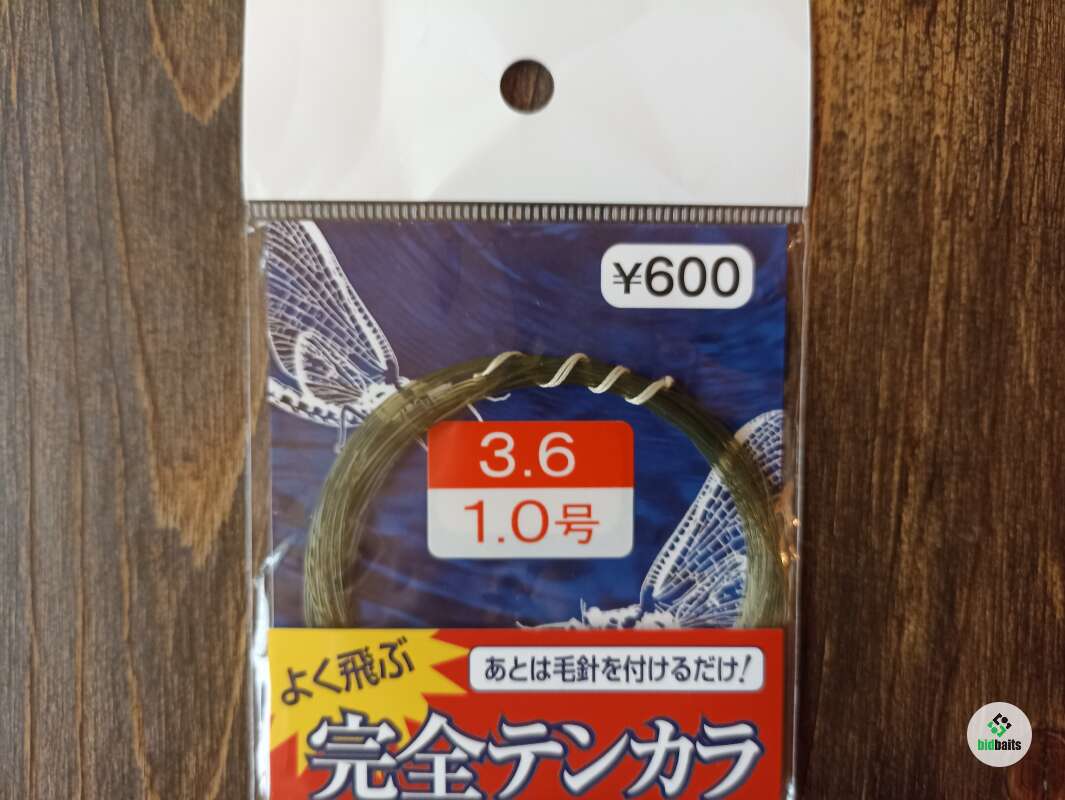 ¥600
3.6
1.0号
よく飛ぶ
あとは毛針を付けるだけ!
完全テンカラ
bidbaits